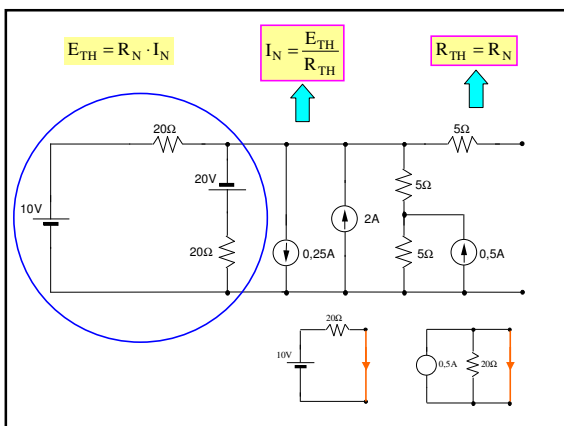 E_TH = R_N · I_N
I_N = E_TH / R_TH
R_TH = R_N
20Ω
5Ω
20V
5Ω
10V
2A
20Ω
0,25A
5Ω
0,5A
20Ω
10V
0,5A
20Ω